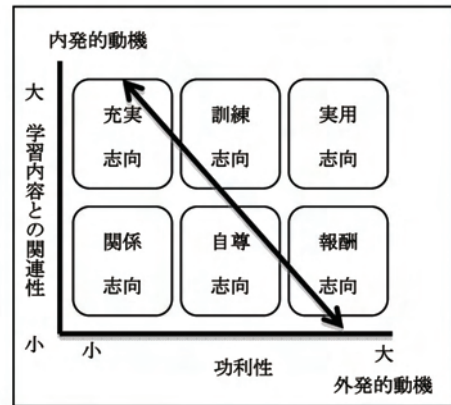 内発的動機
大 学習内容との関連性 小
充実
志向
訓練
志向
実用
志向
関係
志向
自尊
志向
報酬
志向
小
大
功利性
外発的動機